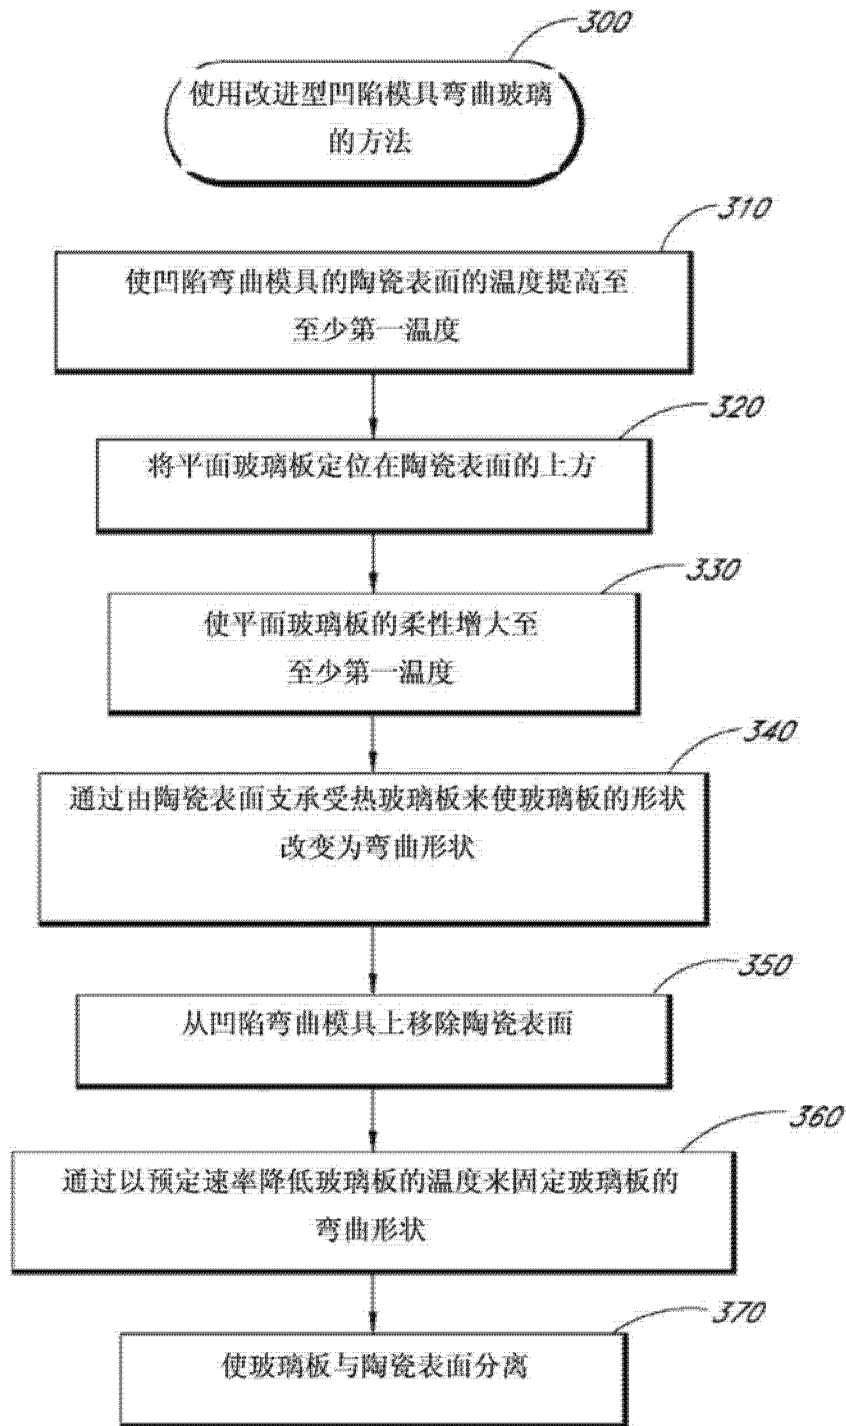 300
使用改进型凹陷模具弯曲玻璃
的方法
310
使凹陷弯曲模具的陶瓷表面的温度提高至
至少第一温度
320
将平面玻璃板定位在陶瓷表面的上方
330
使平面玻璃板的柔性增大至
至少第一温度
340
通过由陶瓷表面支承受热玻璃板来使玻璃板的形状
改变为弯曲形状
350
从凹陷弯曲模具上移除陶瓷表面
360
通过以预定速率降低玻璃板的温度来固定玻璃板的
弯曲形状
370
使玻璃板与陶瓷表面分离